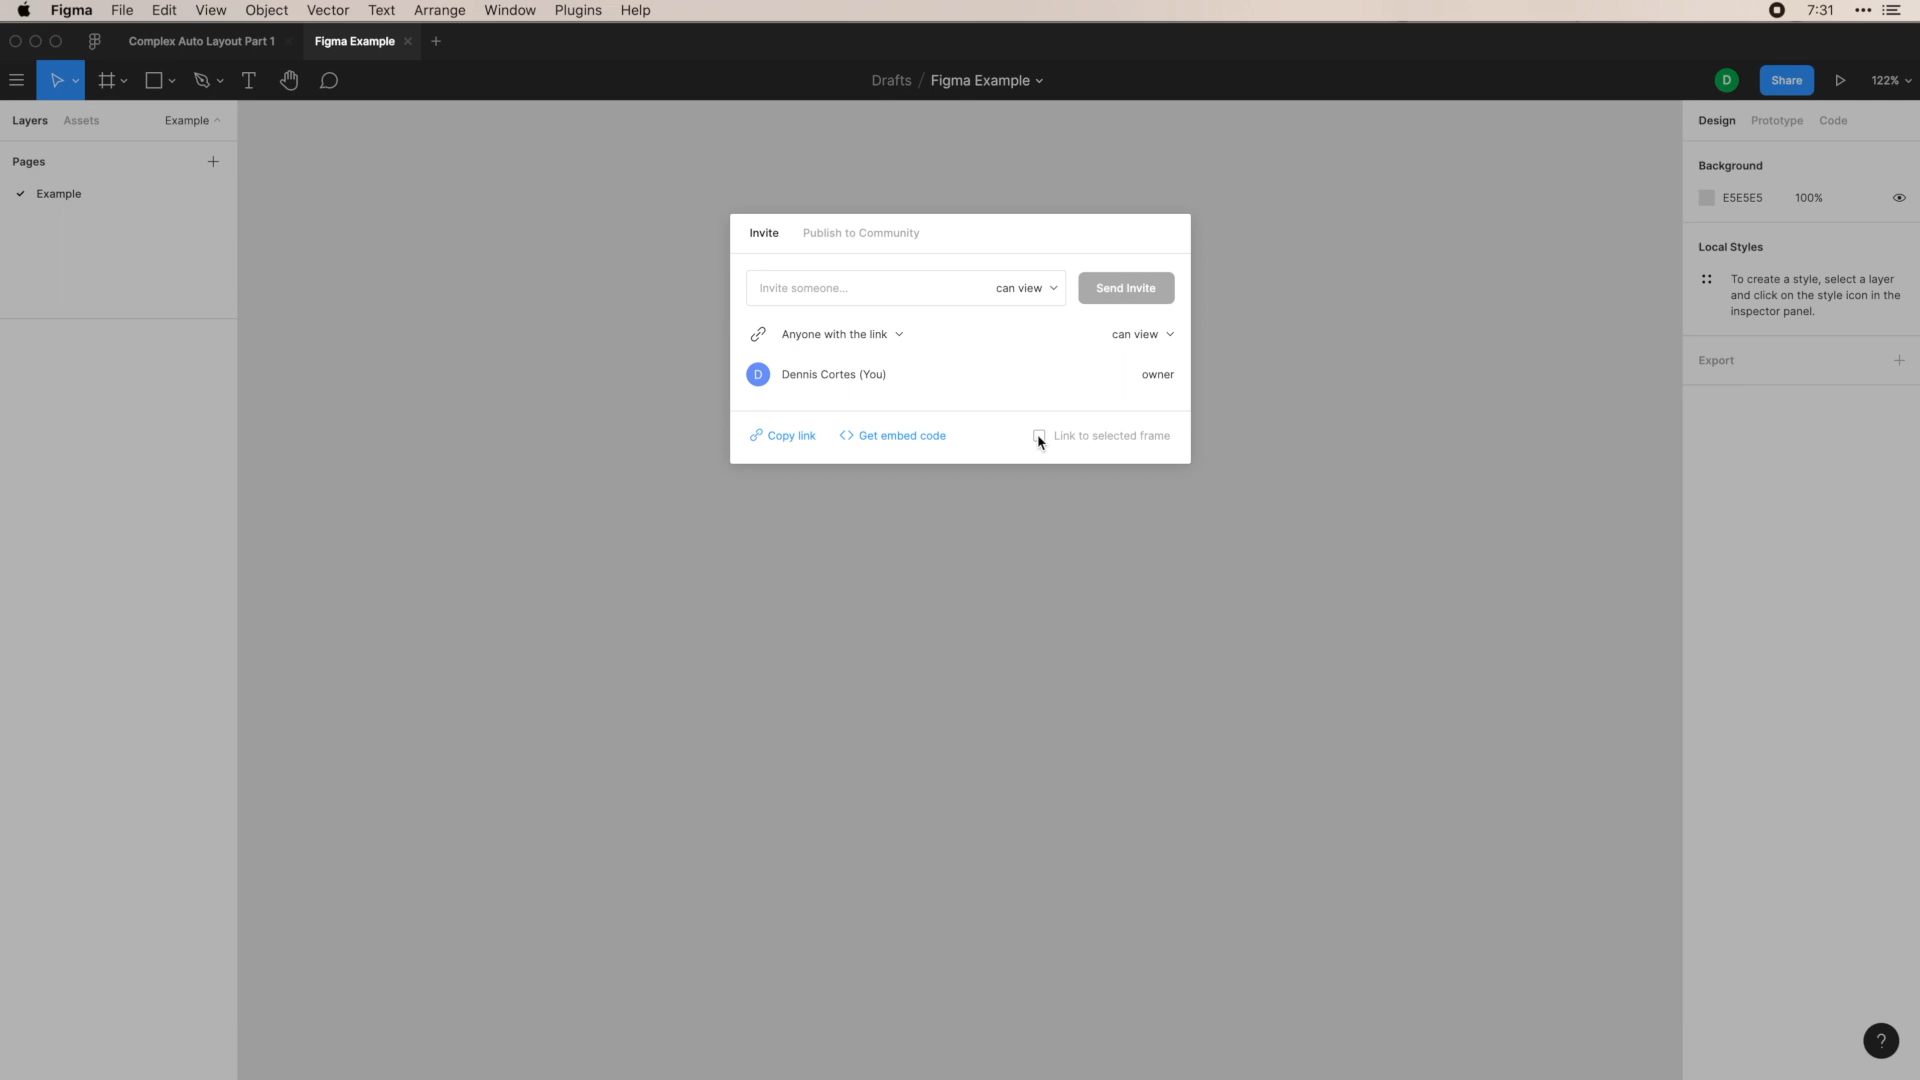 Figma File Edit View Object Vector Text Arrange Window Plugins Help 7:31
Complex Auto Layout Part 1 Figma Example
Drafts / Figma Example D Share 122%
Layers Assets Example
Pages
Example
Design Prototype Code
Background
E5E5E5 100%
Local Styles
To create a style, select a layer
and click on the style icon in the
inspector panel.
Export
Invite Publish to Community
Invite someone... can view Send Invite
Anyone with the link can view
D Dennis Cortes (You) owner
Copy link <> Get embed code Link to selected frame
?